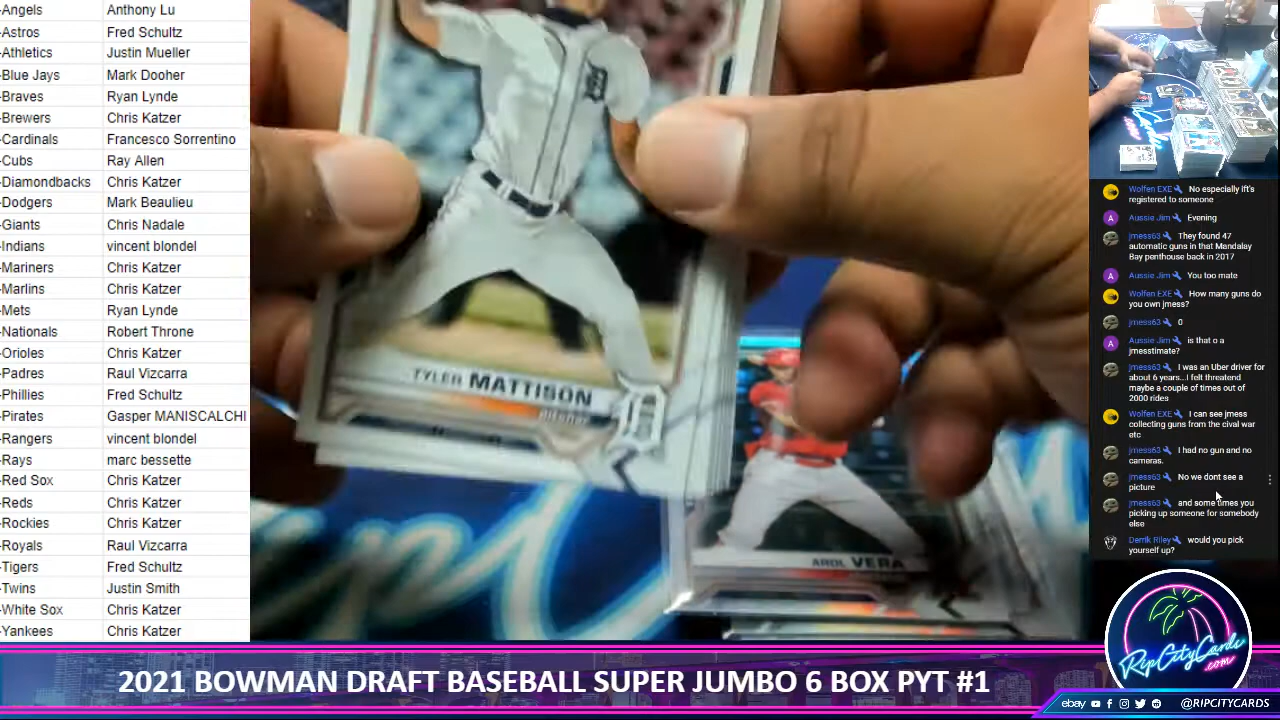 -Angels Anthony Lu
-Astros Fred Schultz
-Athletics Justin Mueller
-Blue Jays Mark Dooher
-Braves Ryan Lynde
-Brewers Chris Katzer
-Cardinals Francesco Sorrentino
-Cubs Ray Allen
-Diamondbacks Chris Katzer
-Dodgers Mark Beaulieu
-Giants Chris Nadale
-Indians vincent blondel
-Mariners Chris Katzer
-Marlins Chris Katzer
-Mets Ryan Lynde
-Nationals Robert Throne
-Orioles Chris Katzer
-Padres Raul Vizcarra
-Phillies Fred Schultz
-Pirates Gasper MANISCALCHI
-Rangers vincent blondel
-Rays marc bessette
-Red Sox Chris Katzer
-Reds Chris Katzer
-Rockies Chris Katzer
-Royals Raul Vizcarra
-Tigers Fred Schultz
-Twins Justin Smith
-White Sox Chris Katzer
-Yankees Chris Katzer
D
TYLER MATTISON
pitcher
D
AROL VERA
Wolfen EXE No especially ift's
registered to someone
Aussie Jim Evening
jmess63 They found 47
automatic guns in that Mandalay
Bay penthouse back in 2017
Aussie Jim You too mate
Wolfen EXE How many guns do
you own jmess?
jmess63 0
Aussie Jim is that o a
jmesstimate?
jmess63 I was an Uber driver for
about 6 years...I felt threatend
maybe a couple of times out of
2000 rides
Wolfen EXE I can see jmess
collecting guns from the cival war
etc
jmess63 I had no gun and no
cameras.
jmess63 No we dont see a
picture
jmess63 and some times you
picking up someone for somebody
else
Derrik Riley would you pick
yourself up?
RipCityCards
.com
2021 BOWMAN DRAFT BASEBALL SUPER JUMBO 6 BOX PYT #1
ebay @RIPCITYCARDS